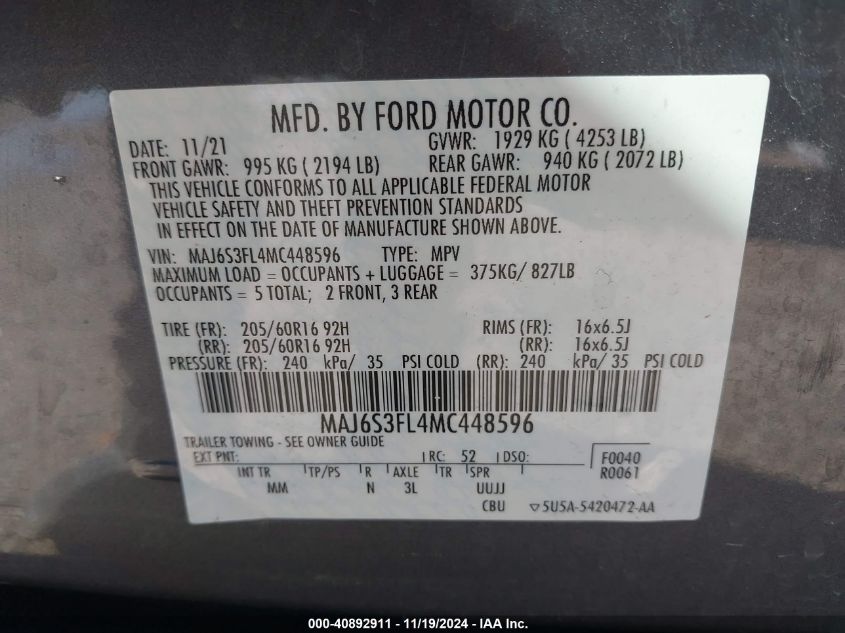 MFD. BY FORD MOTOR CO.
DATE: 11/21 GVWR: 1929 KG ( 4253 LB)
FRONT GAWR: 995 KG ( 2194 LB) REAR GAWR: 940 KG ( 2072 LB)
THIS VEHICLE CONFORMS TO ALL APPLICABLE FEDERAL MOTOR
VEHICLE SAFETY AND THEFT PREVENTION STANDARDS
IN EFFECT ON THE DATE OF MANUFACTURE SHOWN ABOVE.
VIN: MAJ6S3FL4MC448596 TYPE: MPV
MAXIMUM LOAD = OCCUPANTS + LUGGAGE = 375KG/ 827LB
OCCUPANTS = 5 TOTAL; 2 FRONT, 3 REAR
TIRE (FR): 205/60R16 92H RIMS (FR): 16x6.5J
(RR): 205/60R16 92H (RR): 16x6.5J
PRESSURE (FR): 240 kPa/ 35 PSI COLD (RR): 240 kPa/ 35 PSI COLD
MAJ6S3FL4MC448596
TRAILER TOWING - SEE OWNER GUIDE
EXT PNT: RC: 52 DSO: F0040
INT TR TP/PS R AXLE TR SPR R0061
MM N 3L UUJJ
CBU ▽5U5A-5420472-AA
000-40892911 - 11/19/2024 - IAA Inc.